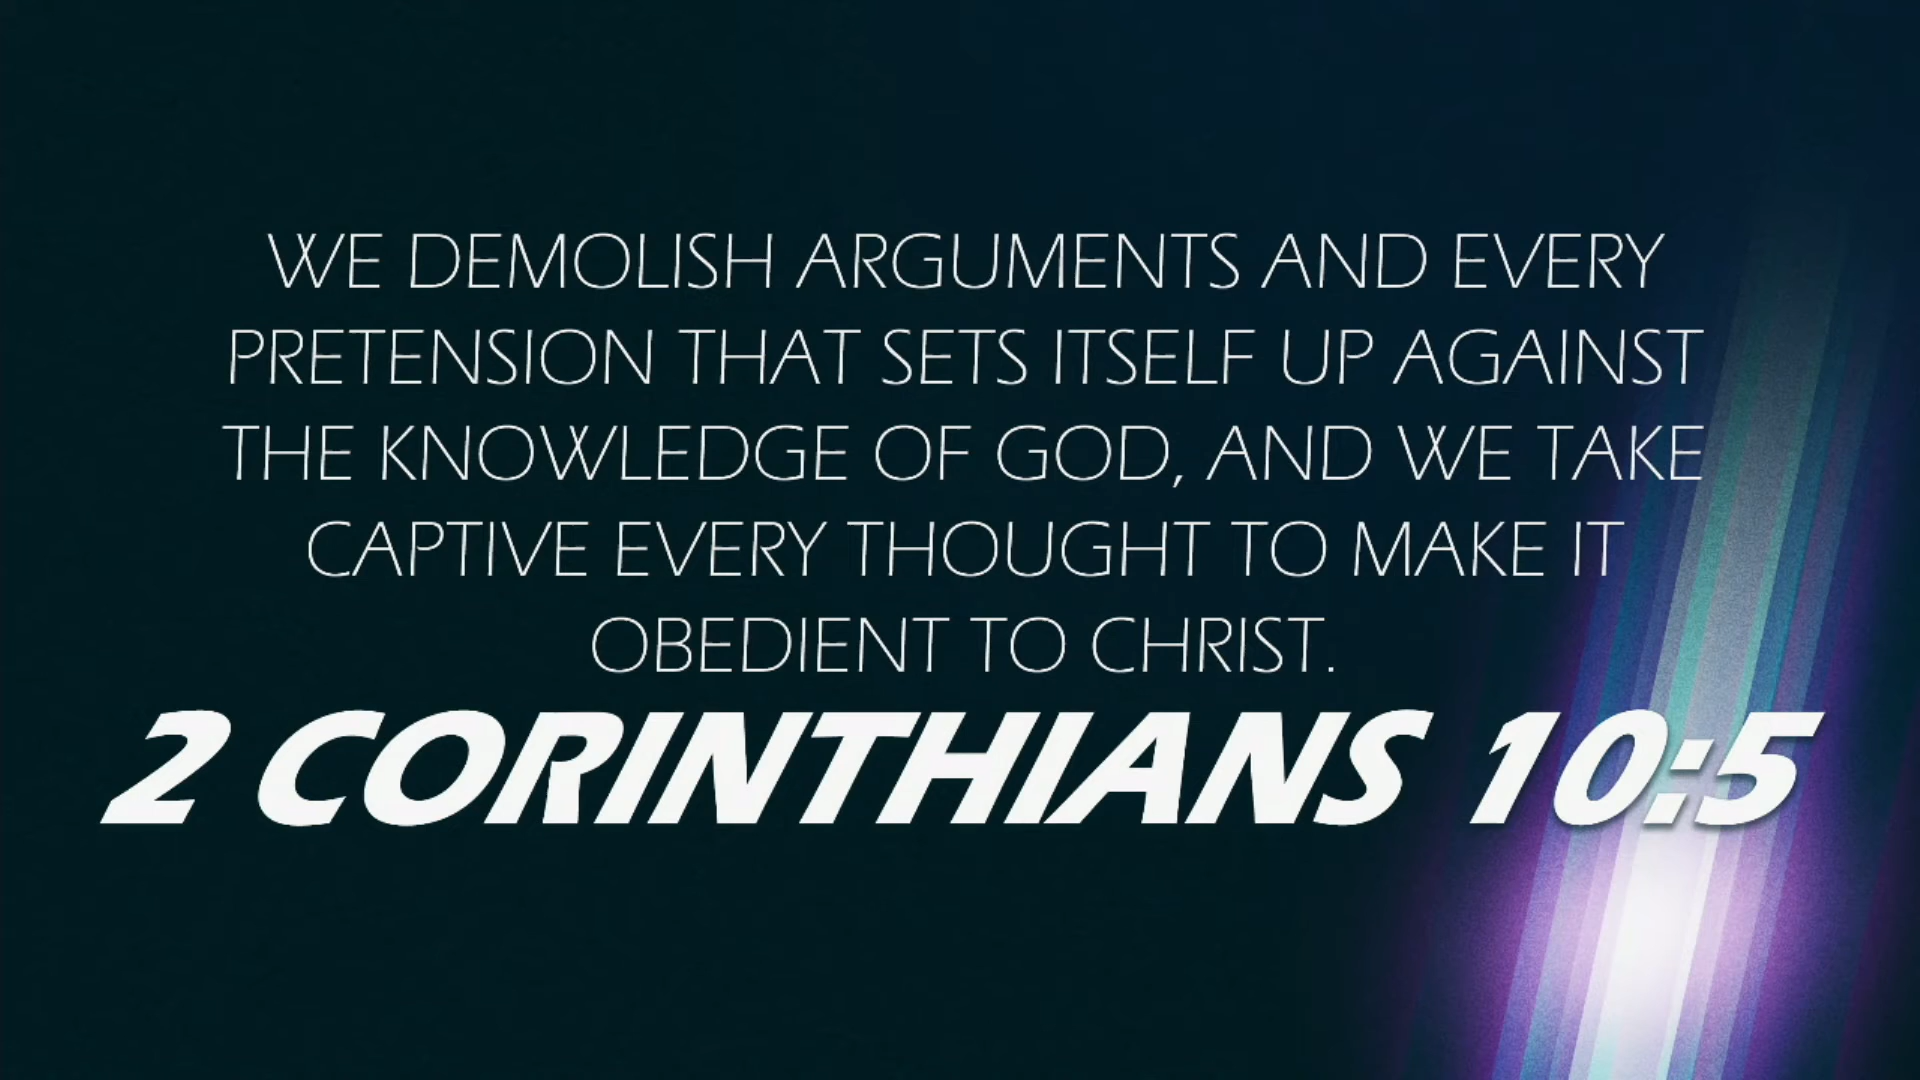 WE DEMOLISH ARGUMENTS AND EVERY
PRETENSION THAT SETS ITSELF UP AGAINST
THE KNOWLEDGE OF GOD, AND WE TAKE
CAPTIVE EVERY THOUGHT TO MAKE IT
OBEDIENT TO CHRIST.
2 CORINTHIANS 10:5